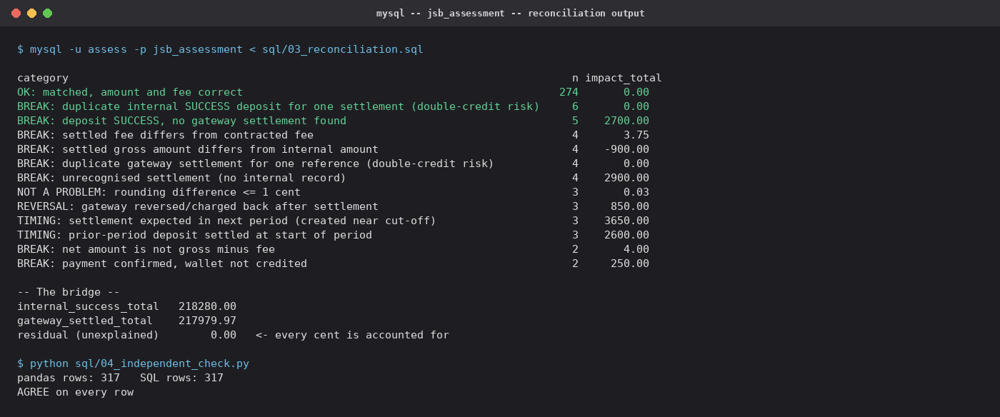 mysql -- jsb_assessment -- reconciliation output
$ mysql -u assess -p jsb_assessment < sql/03_reconciliation.sql
category n impact_total
OK: matched, amount and fee correct 274 0.00
BREAK: duplicate internal SUCCESS deposit for one settlement (double-credit risk) 6 0.00
BREAK: deposit SUCCESS, no gateway settlement found 5 2700.00
BREAK: settled fee differs from contracted fee 4 3.75
BREAK: settled gross amount differs from internal amount 4 -900.00
BREAK: duplicate gateway settlement for one reference (double-credit risk) 4 0.00
BREAK: unrecognised settlement (no internal record) 4 2900.00
NOT A PROBLEM: rounding difference <= 1 cent 3 0.03
REVERSAL: gateway reversed/charged back after settlement 3 850.00
TIMING: settlement expected in next period (created near cut-off) 3 3650.00
TIMING: prior-period deposit settled at start of period 3 2600.00
BREAK: net amount is not gross minus fee 2 4.00
BREAK: payment confirmed, wallet not credited 2 250.00
-- The bridge --
internal_success_total 218280.00
gateway_settled_total 217979.97
residual (unexplained) 0.00 <- every cent is accounted for
$ python sql/04_independent_check.py
pandas rows: 317 SQL rows: 317
AGREE on every row